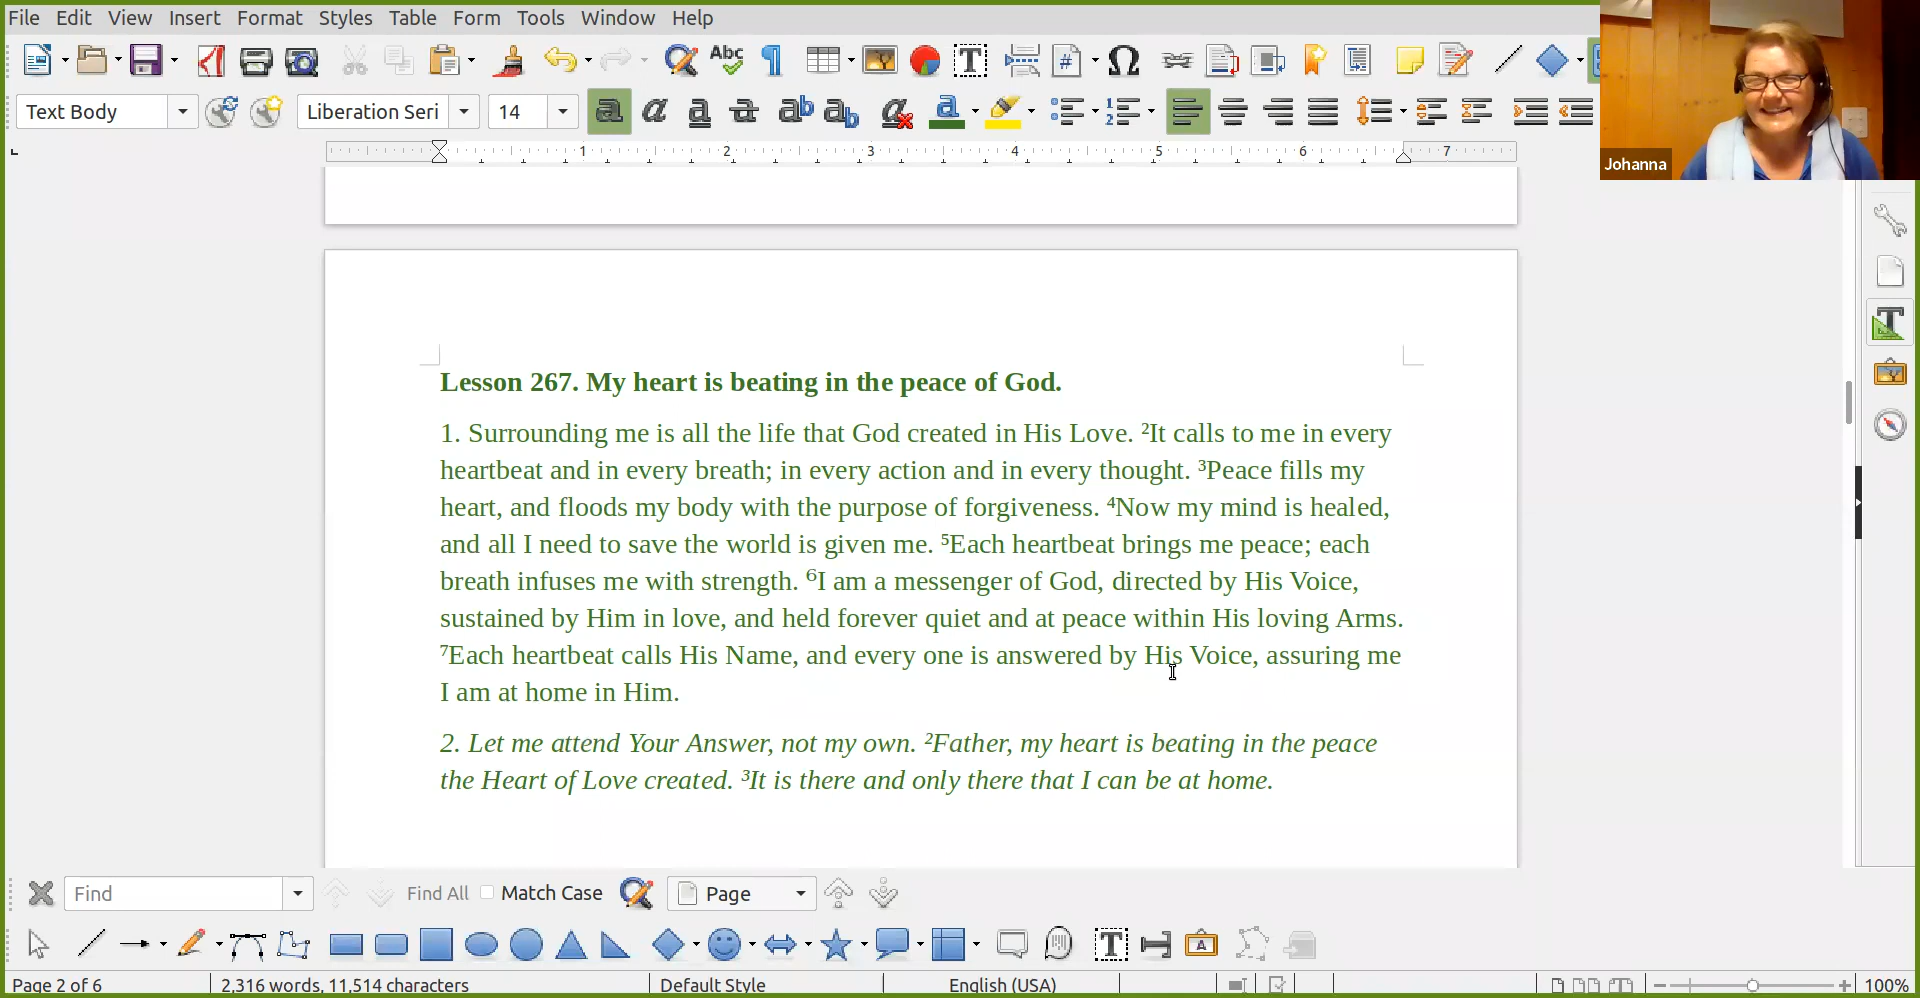 File Edit View Insert Format Styles Table Form Tools Window Help
Abc
Text Body Liberation Seri 14
1 2 3 4 5 6 7
Johanna
Lesson 267. My heart is beating in the peace of God.
1. Surrounding me is all the life that God created in His Love. ²It calls to me in every
heartbeat and in every breath; in every action and in every thought. ³Peace fills my
heart, and floods my body with the purpose of forgiveness. ⁴Now my mind is healed,
and all I need to save the world is given me. ⁵Each heartbeat brings me peace; each
breath infuses me with strength. ⁶I am a messenger of God, directed by His Voice,
sustained by Him in love, and held forever quiet and at peace within His loving Arms.
⁷Each heartbeat calls His Name, and every one is answered by His Voice, assuring me
I am at home in Him.
2. Let me attend Your Answer, not my own. ²Father, my heart is beating in the peace
the Heart of Love created. ³It is there and only there that I can be at home.
Find Find All Match Case Page
Page 2 of 6 2,316 words, 11,514 characters Default Style English (USA) 100%